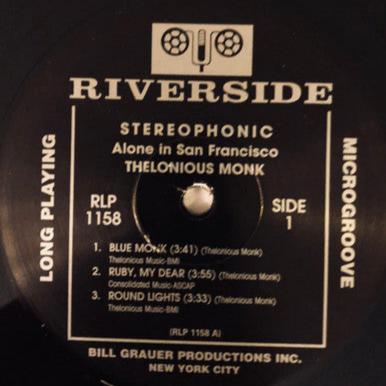 RIVERSIDE
STEREOPHONIC
Alone in San Francisco
THELONIOUS MONK
LONG PLAYING
RLP
1158
SIDE
1
MICROGROOVE
1. BLUE MONK (3:41) (Thelonious Monk)
Thelonious Music-BMI
2. RUBY, MY DEAR (3:55) (Thelonious Monk)
Consolidated Music-ASCAP
3. ROUND LIGHTS (3:33) (Thelonious Monk)
Thelonious Music-BMI
(RLP 1158 A)
BILL GRAUER PRODUCTIONS INC.
NEW YORK CITY